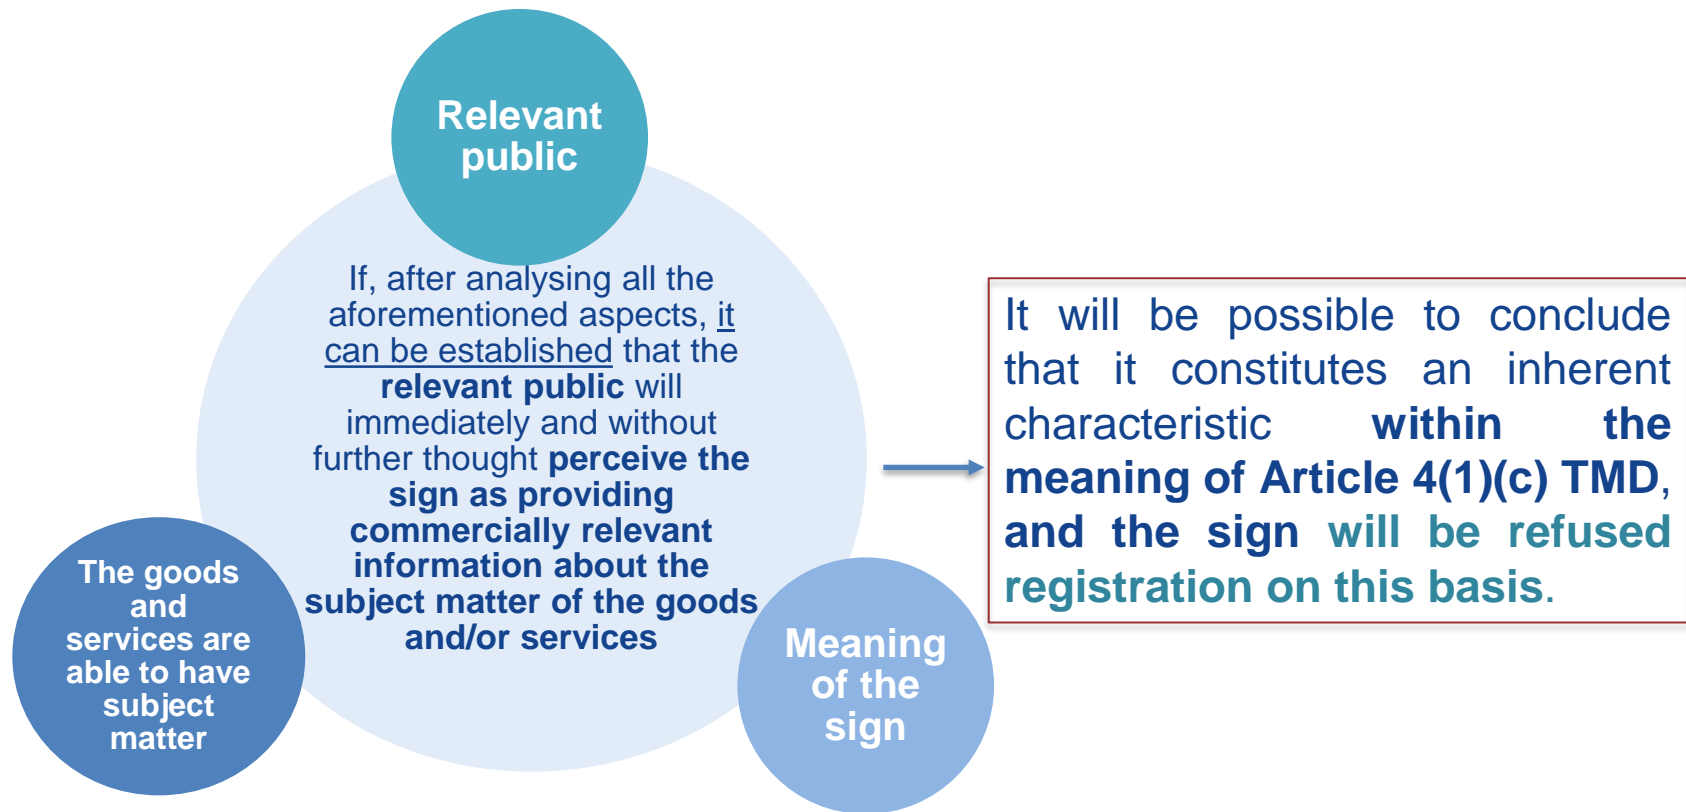 Relevant
public
If, after analysing all the
aforementioned aspects, it
can be established that the
relevant public will
immediately and without
further thought perceive the
sign as providing
commercially relevant
information about the
subject matter of the goods
and/or services
The goods
and
services are
able to have
subject
matter
Meaning
of the
sign
It will be possible to conclude
that it constitutes an inherent
characteristic within the
meaning of Article 4(1)(c) TMD,
and the sign will be refused
registration on this basis.